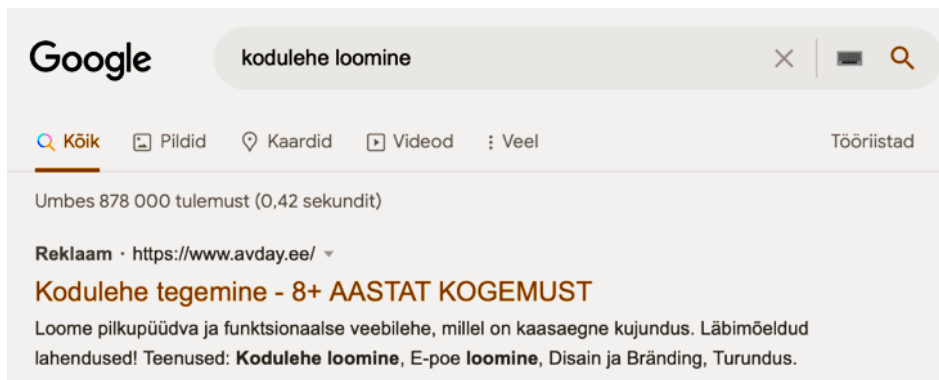 Google
kodulehe loomine
Kõik Pildid Kaardid Videod Veel Tööriistad
Umbes 878 000 tulemust (0,42 sekundit)
Reklaam · https://www.avday.ee/
Kodulehe tegemine - 8+ AASTAT KOGEMUST
Loome pilkupüüdva ja funktsionaalse veebilehe, millel on kaasaegne kujundus. Läbimõeldud
lahendused! Teenused: Kodulehe loomine, E-poe loomine, Disain ja Bränding, Turundus.